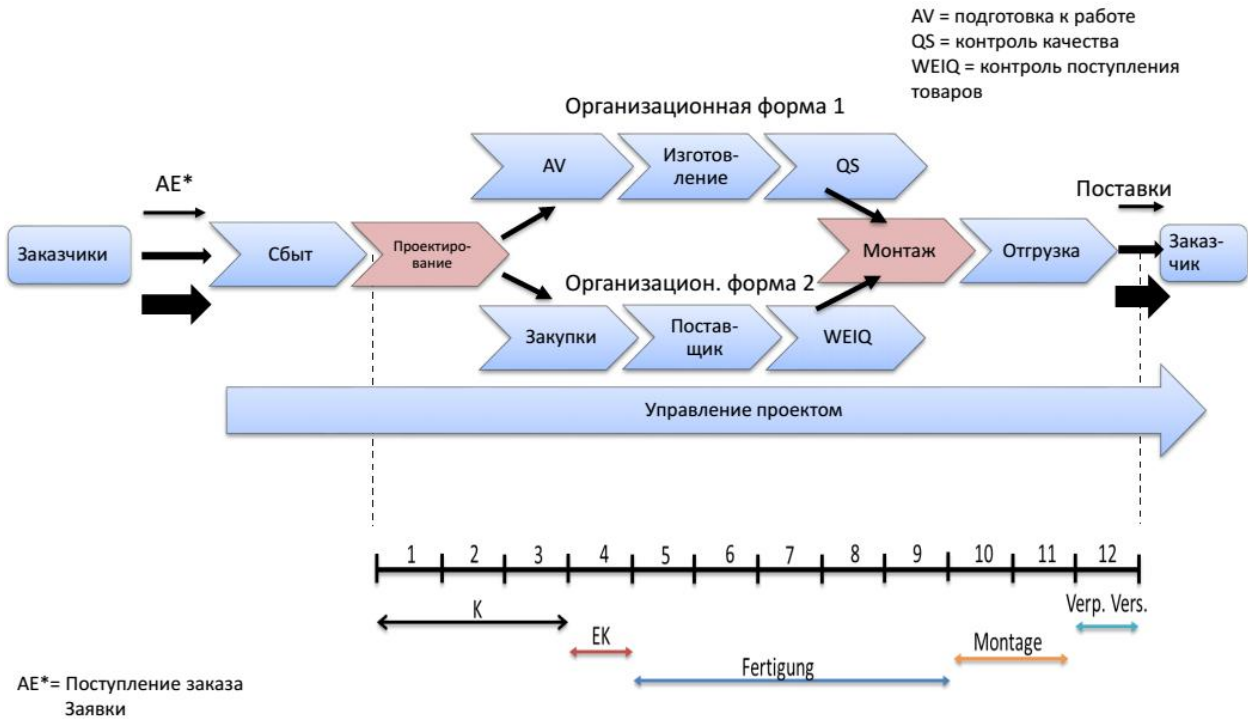 AV = подготовка к работе
QS = контроль качества
WEIQ = контроль поступления
товаров
Организационная форма 1
AV
Изготов-
ление
QS
AE*
Поставки
Заказчики
Сбыт
Проектиро-
вание
Монтаж
Отгрузка
Заказ-
чик
Организацион. форма 2
Закупки
Постав-
щик
WEIQ
Управление проектом
1 2 3 4 5 6 7 8 9 10 11 12
K
Verp. Vers.
EK
Montage
Fertigung
AE*= Поступление заказа
Заявки